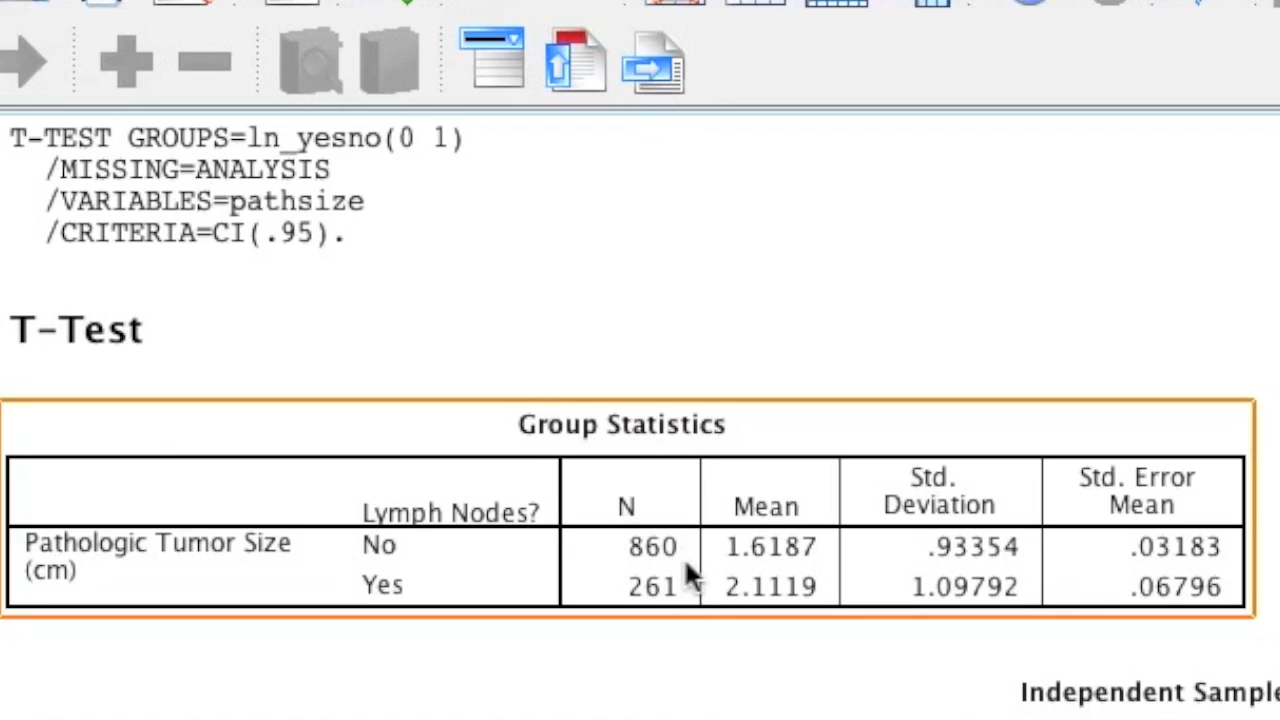 T-TEST GROUPS=ln_yesno(0 1)
/MISSING=ANALYSIS
/VARIABLES=pathsize
/CRITERIA=CI(.95).
T-Test
Group Statistics
Lymph Nodes? N Mean Std. Deviation Std. Error Mean
Pathologic Tumor Size (cm) No 860 1.6187 .93354 .03183
Yes 261 2.1119 1.09792 .06796
Independent Sample